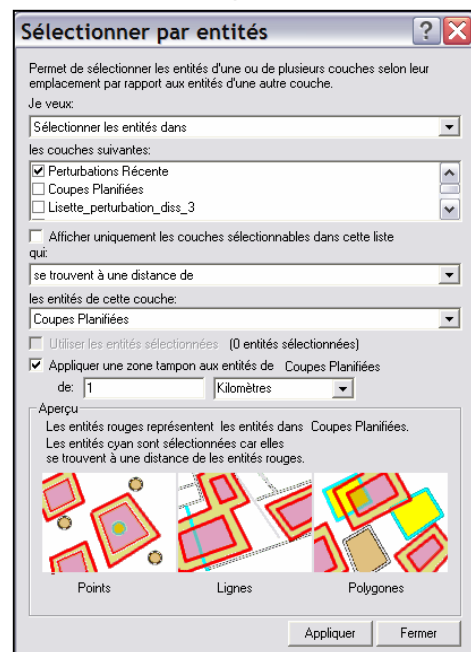 Sélectionner par entités
Permet de sélectionner les entités d'une ou de plusieurs couches selon leur
emplacement par rapport aux entités d'une autre couche.
Je veux:
Sélectionner les entités dans
les couches suivantes:
Perturbations Récente
Coupes Planifiées
Lisette_perturbation_diss_3
Afficher uniquement les couches sélectionnables dans cette liste
qui:
se trouvent à une distance de
les entités de cette couche:
Coupes Planifiées
Utiliser les entités sélectionnées (0 entités sélectionnées)
Appliquer une zone tampon aux entités de Coupes Planifiées
de: 1 Kilomètres
Aperçu
Les entités rouges représentent les entités dans Coupes Planifiées.
Les entités cyan sont sélectionnées car elles
se trouvent à une distance de les entités rouges.
Points Lignes Polygones
Appliquer Fermer